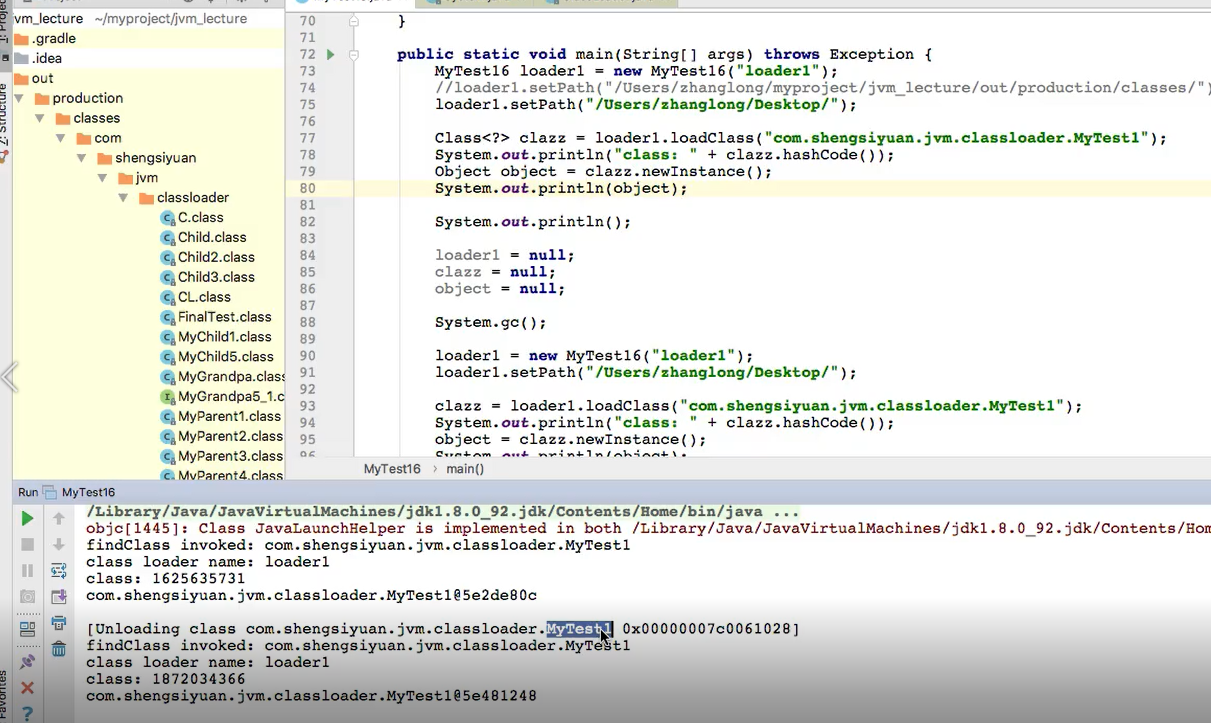 vm_lecture ~/myproject/jvm_lecture
.gradle
.idea
out
production
classes
com
shengsiyuan
jvm
classloader
C.class
Child.class
Child2.class
Child3.class
CL.class
FinalTest.class
MyChild1.class
MyChild5.class
MyGrandpa.class
MyGrandpa5_1.c
MyParent1.class
MyParent2.class
MyParent3.class
MyParent4.class
1: Project
7: Structure
Favorites
70 }
71
72 public static void main(String[] args) throws Exception {
73 MyTest16 loader1 = new MyTest16("loader1");
74 //loader1.setPath("/Users/zhanglong/myproject/jvm_lecture/out/production/classes/")
75 loader1.setPath("/Users/zhanglong/Desktop/");
76
77 Class<?> clazz = loader1.loadClass("com.shengsiyuan.jvm.classloader.MyTest1");
78 System.out.println("class: " + clazz.hashCode());
79 Object object = clazz.newInstance();
80 System.out.println(object);
81
82 System.out.println();
83
84 loader1 = null;
85 clazz = null;
86 object = null;
87
88 System.gc();
89
90 loader1 = new MyTest16("loader1");
91 loader1.setPath("/Users/zhanglong/Desktop/");
92
93 clazz = loader1.loadClass("com.shengsiyuan.jvm.classloader.MyTest1");
94 System.out.println("class: " + clazz.hashCode());
95 object = clazz.newInstance();
96 System.out.println(object);
MyTest16 › main()
Run MyTest16
/Library/Java/JavaVirtualMachines/jdk1.8.0_92.jdk/Contents/Home/bin/java ...
objc[1445]: Class JavaLaunchHelper is implemented in both /Library/Java/JavaVirtualMachines/jdk1.8.0_92.jdk/Contents/Hom
findClass invoked: com.shengsiyuan.jvm.classloader.MyTest1
class loader name: loader1
class: 1625635731
com.shengsiyuan.jvm.classloader.MyTest1@5e2de80c
[Unloading class com.shengsiyuan.jvm.classloader.MyTest1 0x00000007c0061028]
findClass invoked: com.shengsiyuan.jvm.classloader.MyTest1
class loader name: loader1
class: 1872034366
com.shengsiyuan.jvm.classloader.MyTest1@5e481248